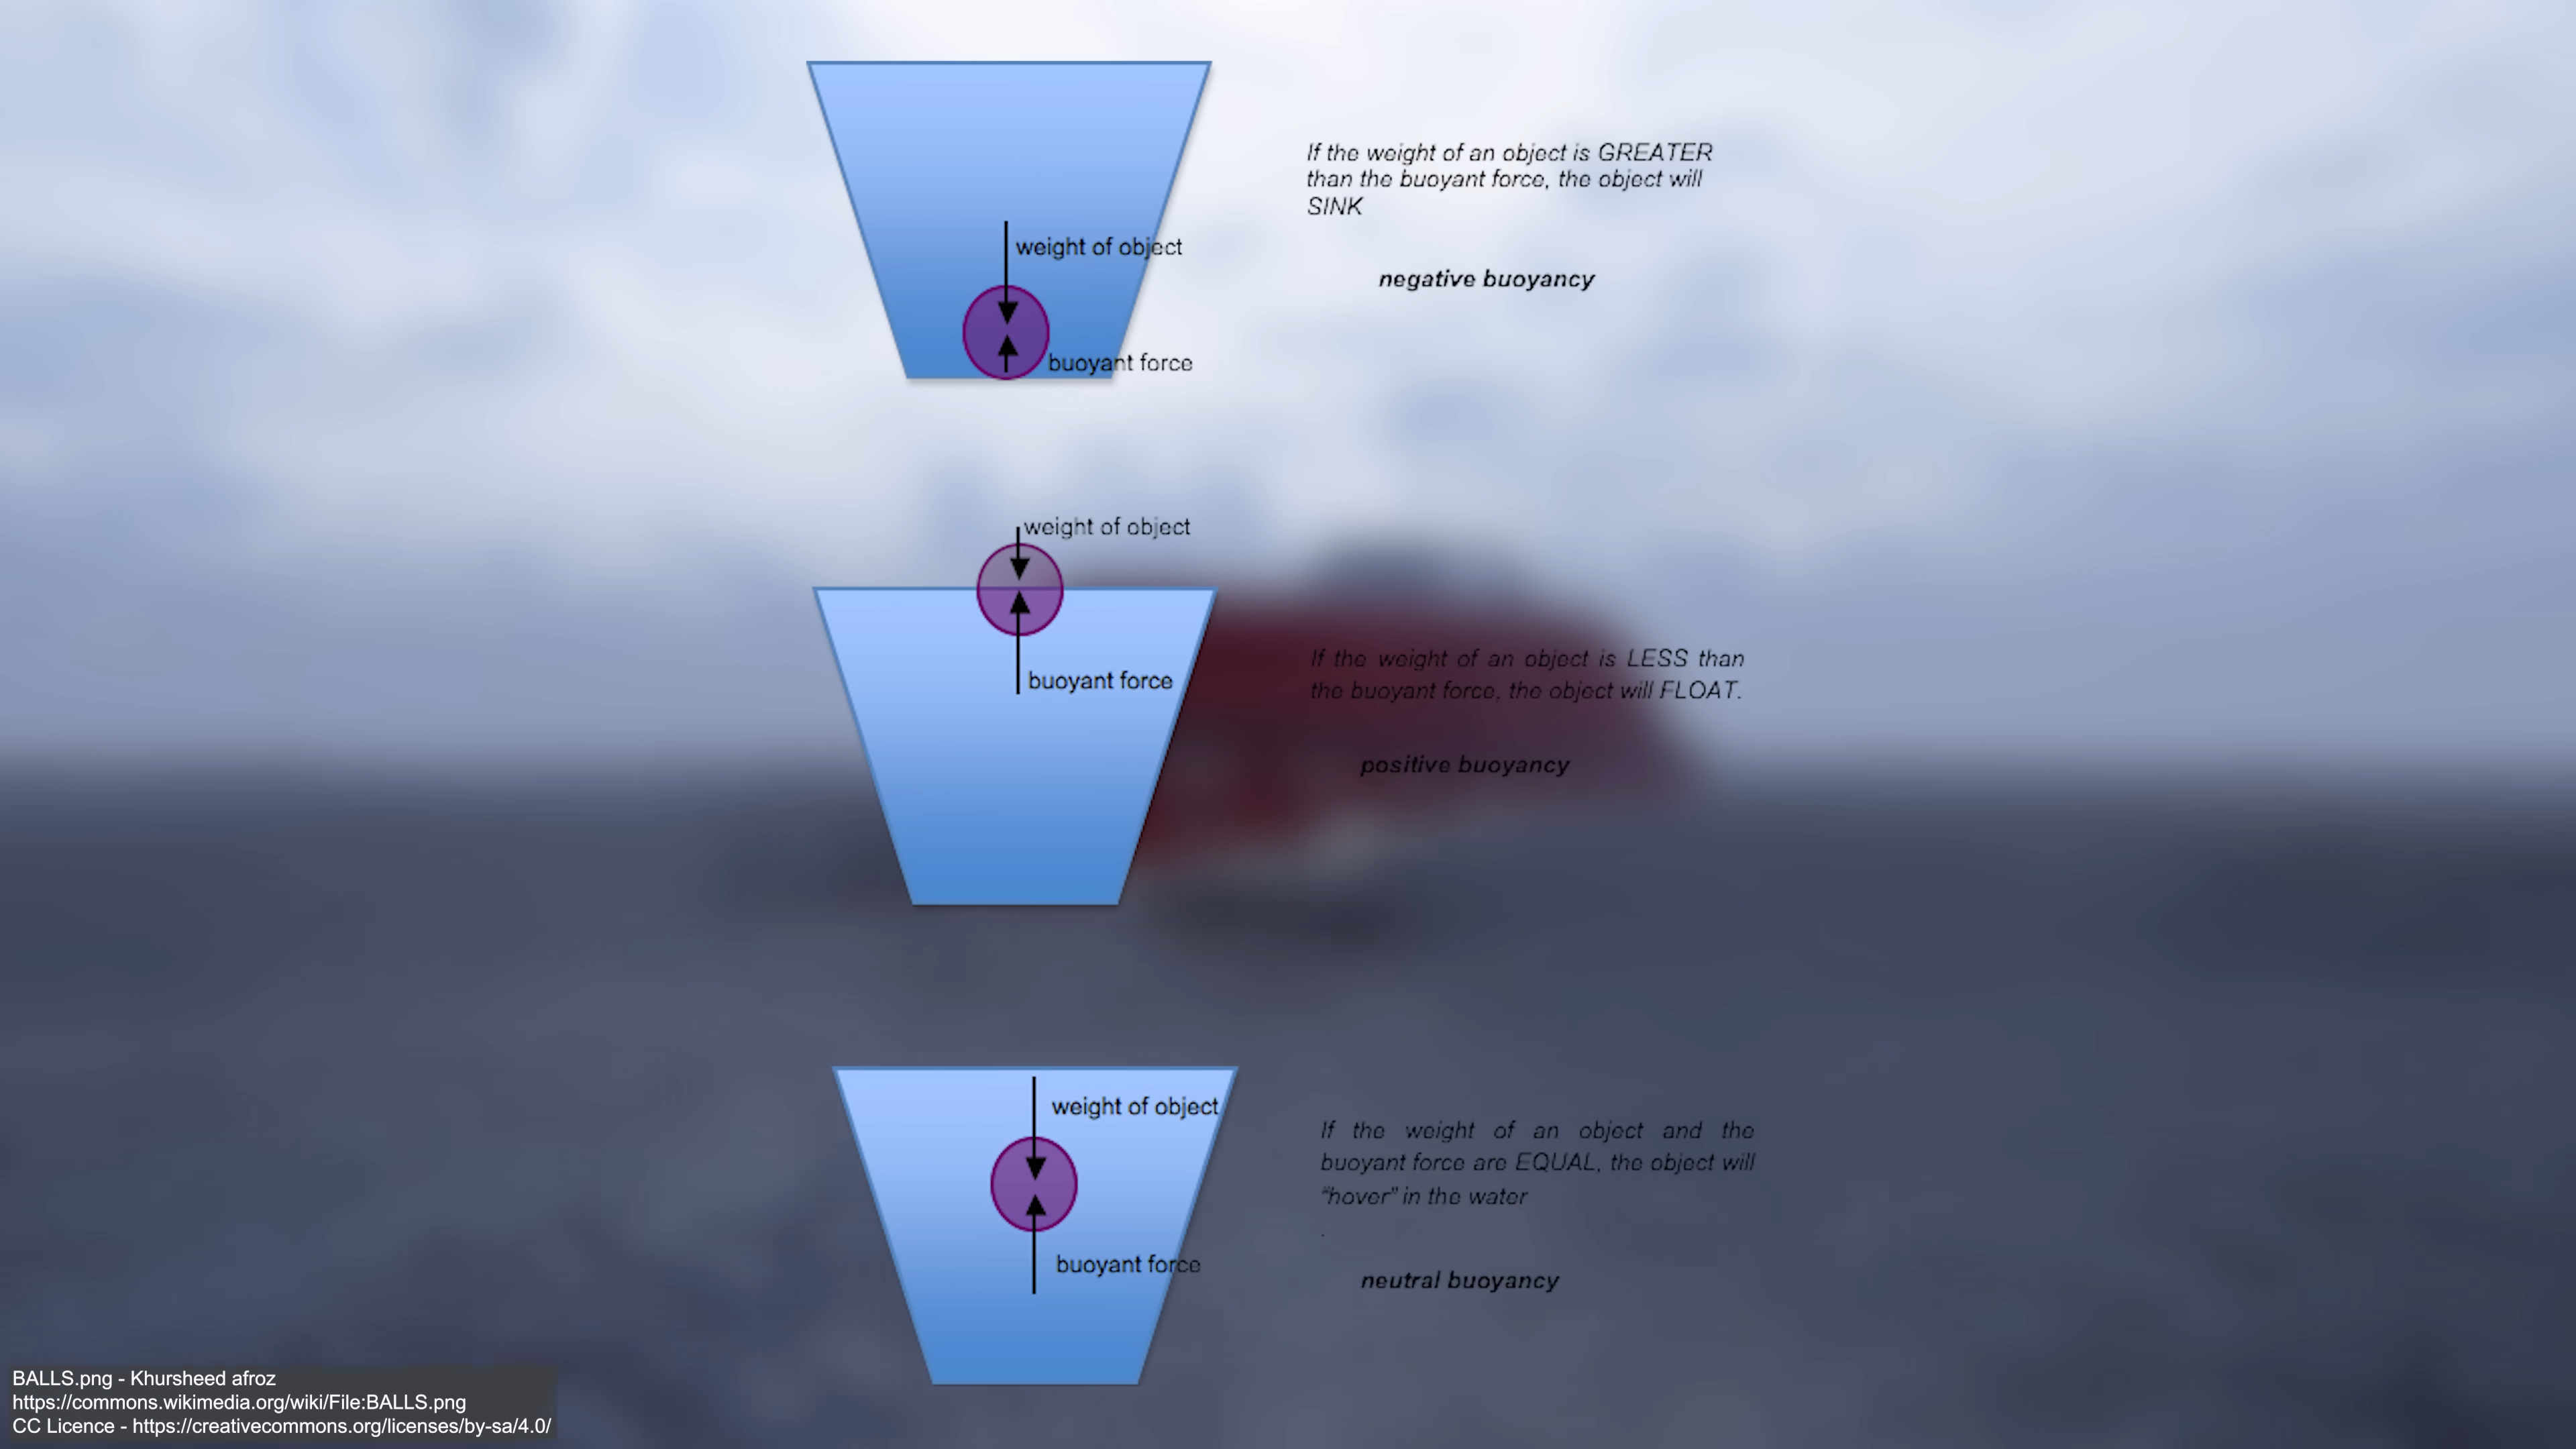 weight of object
buoyant force
If the weight of an object is GREATER
than the buoyant force, the object will
SINK
negative buoyancy
weight of object
buoyant force
If the weight of an object is LESS than
the buoyant force, the object will FLOAT.
positive buoyancy
weight of object
buoyant force
If the weight of an object and the
buoyant force are EQUAL, the object will
“hover” in the water
.
neutral buoyancy
BALLS.png - Khursheed afroz
https://commons.wikimedia.org/wiki/File:BALLS.png
CC Licence - https://creativecommons.org/licenses/by-sa/4.0/